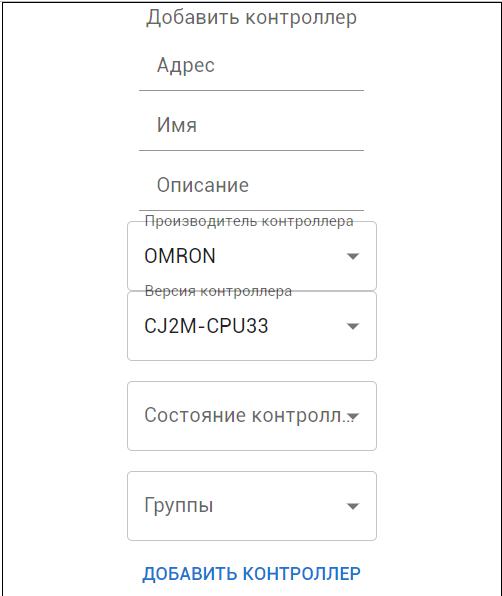 Добавить контроллер
Адрес
Имя
Описание
Производитель контроллера
OMRON
Версия контроллера
CJ2M-CPU33
Состояние контролл...
Группы
ДОБАВИТЬ КОНТРОЛЛЕР